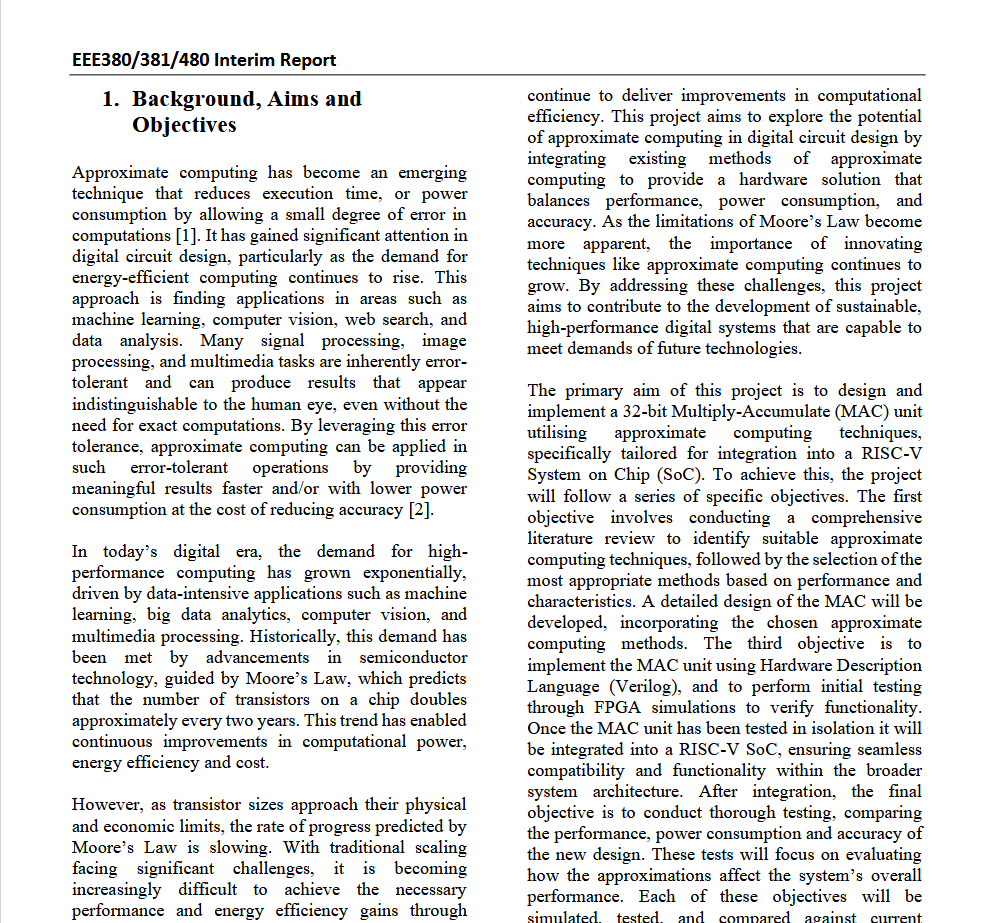 EEE380/381/480 Interim Report
1. Background, Aims and
Objectives
Approximate computing has become an emerging
technique that reduces execution time, or power
consumption by allowing a small degree of error in
computations [1]. It has gained significant attention in
digital circuit design, particularly as the demand for
energy-efficient computing continues to rise. This
approach is finding applications in areas such as
machine learning, computer vision, web search, and
data analysis. Many signal processing, image
processing, and multimedia tasks are inherently error-
tolerant and can produce results that appear
indistinguishable to the human eye, even without the
need for exact computations. By leveraging this error
tolerance, approximate computing can be applied in
such error-tolerant operations by providing
meaningful results faster and/or with lower power
consumption at the cost of reducing accuracy [2].
In today’s digital era, the demand for high-
performance computing has grown exponentially,
driven by data-intensive applications such as machine
learning, big data analytics, computer vision, and
multimedia processing. Historically, this demand has
been met by advancements in semiconductor
technology, guided by Moore’s Law, which predicts
that the number of transistors on a chip doubles
approximately every two years. This trend has enabled
continuous improvements in computational power,
energy efficiency and cost.
However, as transistor sizes approach their physical
and economic limits, the rate of progress predicted by
Moore’s Law is slowing. With traditional scaling
facing significant challenges, it is becoming
increasingly difficult to achieve the necessary
performance and energy efficiency gains through
continue to deliver improvements in computational
efficiency. This project aims to explore the potential
of approximate computing in digital circuit design by
integrating existing methods of approximate
computing to provide a hardware solution that
balances performance, power consumption, and
accuracy. As the limitations of Moore’s Law become
more apparent, the importance of innovating
techniques like approximate computing continues to
grow. By addressing these challenges, this project
aims to contribute to the development of sustainable,
high-performance digital systems that are capable to
meet demands of future technologies.
The primary aim of this project is to design and
implement a 32-bit Multiply-Accumulate (MAC) unit
utilising approximate computing techniques,
specifically tailored for integration into a RISC-V
System on Chip (SoC). To achieve this, the project
will follow a series of specific objectives. The first
objective involves conducting a comprehensive
literature review to identify suitable approximate
computing techniques, followed by the selection of the
most appropriate methods based on performance and
characteristics. A detailed design of the MAC will be
developed, incorporating the chosen approximate
computing methods. The third objective is to
implement the MAC unit using Hardware Description
Language (Verilog), and to perform initial testing
through FPGA simulations to verify functionality.
Once the MAC unit has been tested in isolation it will
be integrated into a RISC-V SoC, ensuring seamless
compatibility and functionality within the broader
system architecture. After integration, the final
objective is to conduct thorough testing, comparing
the performance, power consumption and accuracy of
the new design. These tests will focus on evaluating
how the approximations affect the system’s overall
performance. Each of these objectives will be
simulated, tested, and compared against current